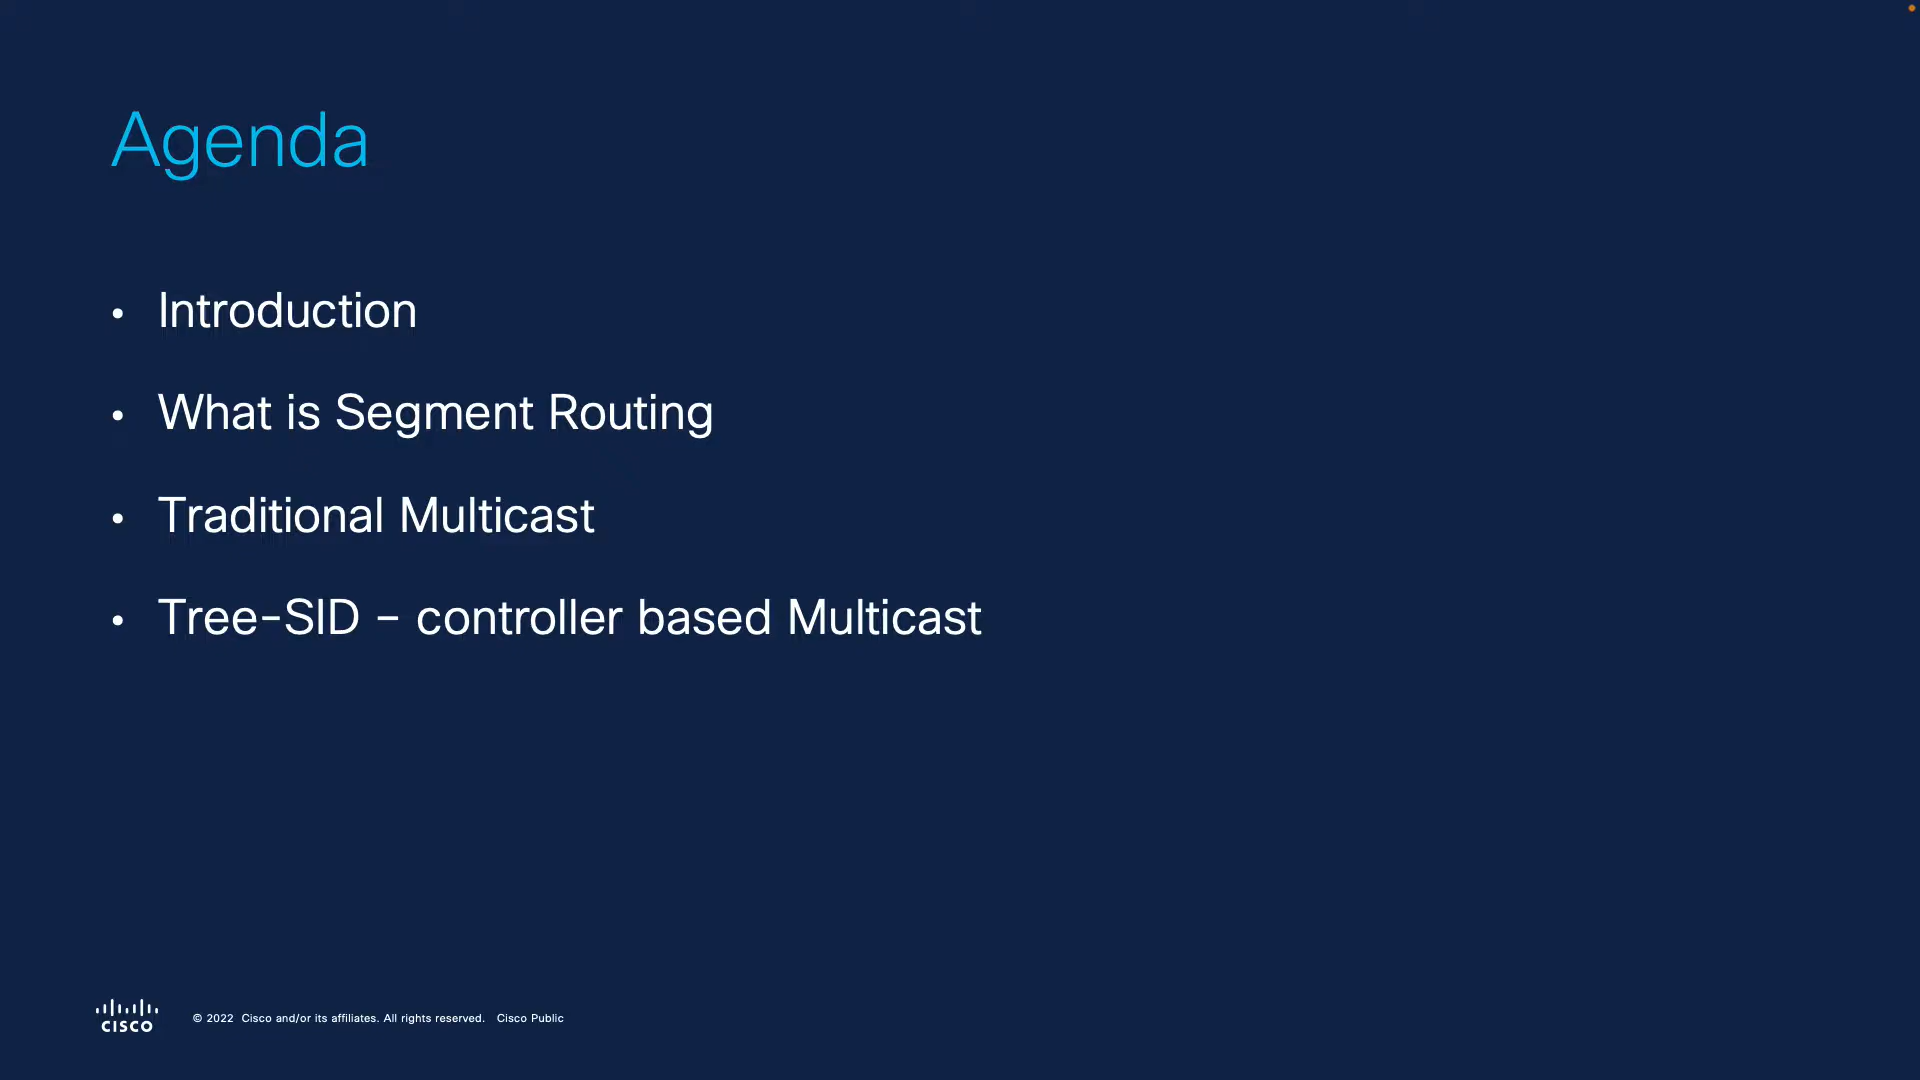 Agenda
• Introduction
• What is Segment Routing
• Traditional Multicast
• Tree-SID – controller based Multicast
CISCO
© 2022 Cisco and/or its affiliates. All rights reserved. Cisco Public